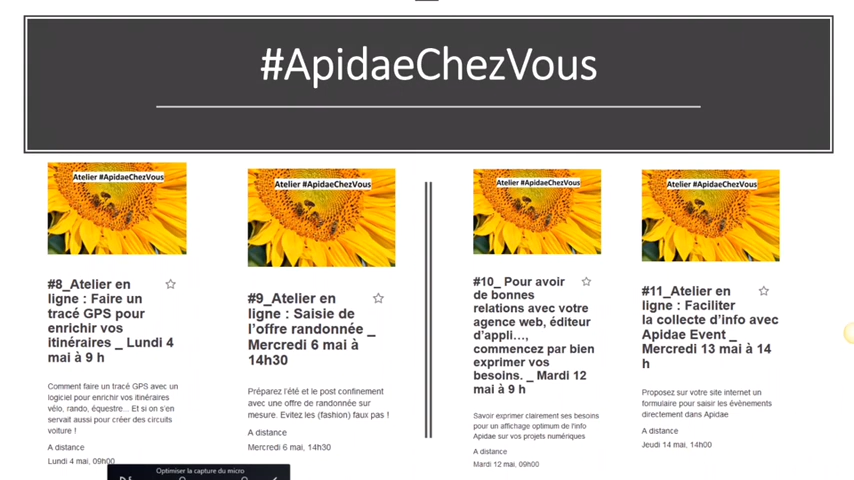 #ApidaeChezVous
Atelier #ApidaeChezVous
#8_Atelier en
ligne : Faire un
tracé GPS pour
enrichir vos
itinéraires _ Lundi 4
mai à 9 h
Comment faire un tracé GPS avec un
logiciel pour enrichir vos itinéraires
vélo, rando, équestre... Et si on s'en
servait aussi pour créer des circuits
voiture !
A distance
Lundi 4 mai, 09h00
Atelier #ApidaeChezVous
#9_Atelier en
ligne : Saisie de
l'offre randonnée _
Mercredi 6 mai à
14h30
Préparez l'été et le post confinement
avec une offre de randonnée sur
mesure. Evitez les (fashion) faux pas !
A distance
Mercredi 6 mai, 14h30
Atelier #ApidaeChezVous
#10_ Pour avoir
de bonnes
relations avec votre
agence web, éditeur
d'appli...,
commencez par bien
exprimer vos
besoins. _ Mardi 12
mai à 9 h
Savoir exprimer clairement ses besoins
pour un affichage optimum de l'info
Apidae sur vos projets numériques
A distance
Mardi 12 mai, 09h00
Atelier #ApidaeChezVous
#11_Atelier en
ligne : Faciliter
la collecte d'info avec
Apidae Event _
Mercredi 13 mai à 14
h
Proposez sur votre site internet un
formulaire pour saisir les évènements
directement dans Apidae
A distance
Jeudi 14 mai, 14h00
Optimiser la capture du micro